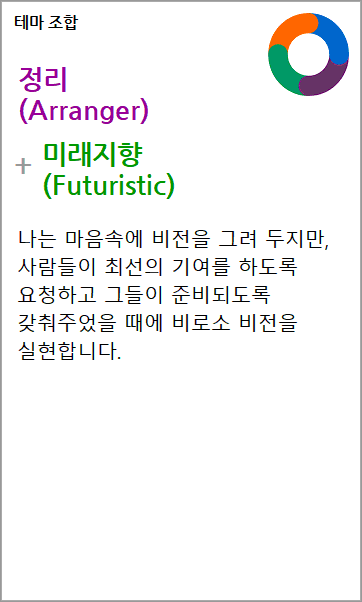 테마 조합
정리
(Arranger)
+ 미래지향
(Futuristic)
나는 마음속에 비전을 그려 두지만,
사람들이 최선의 기여를 하도록
요청하고 그들이 준비되도록
갖춰주었을 때에 비로소 비전을
실현합니다.